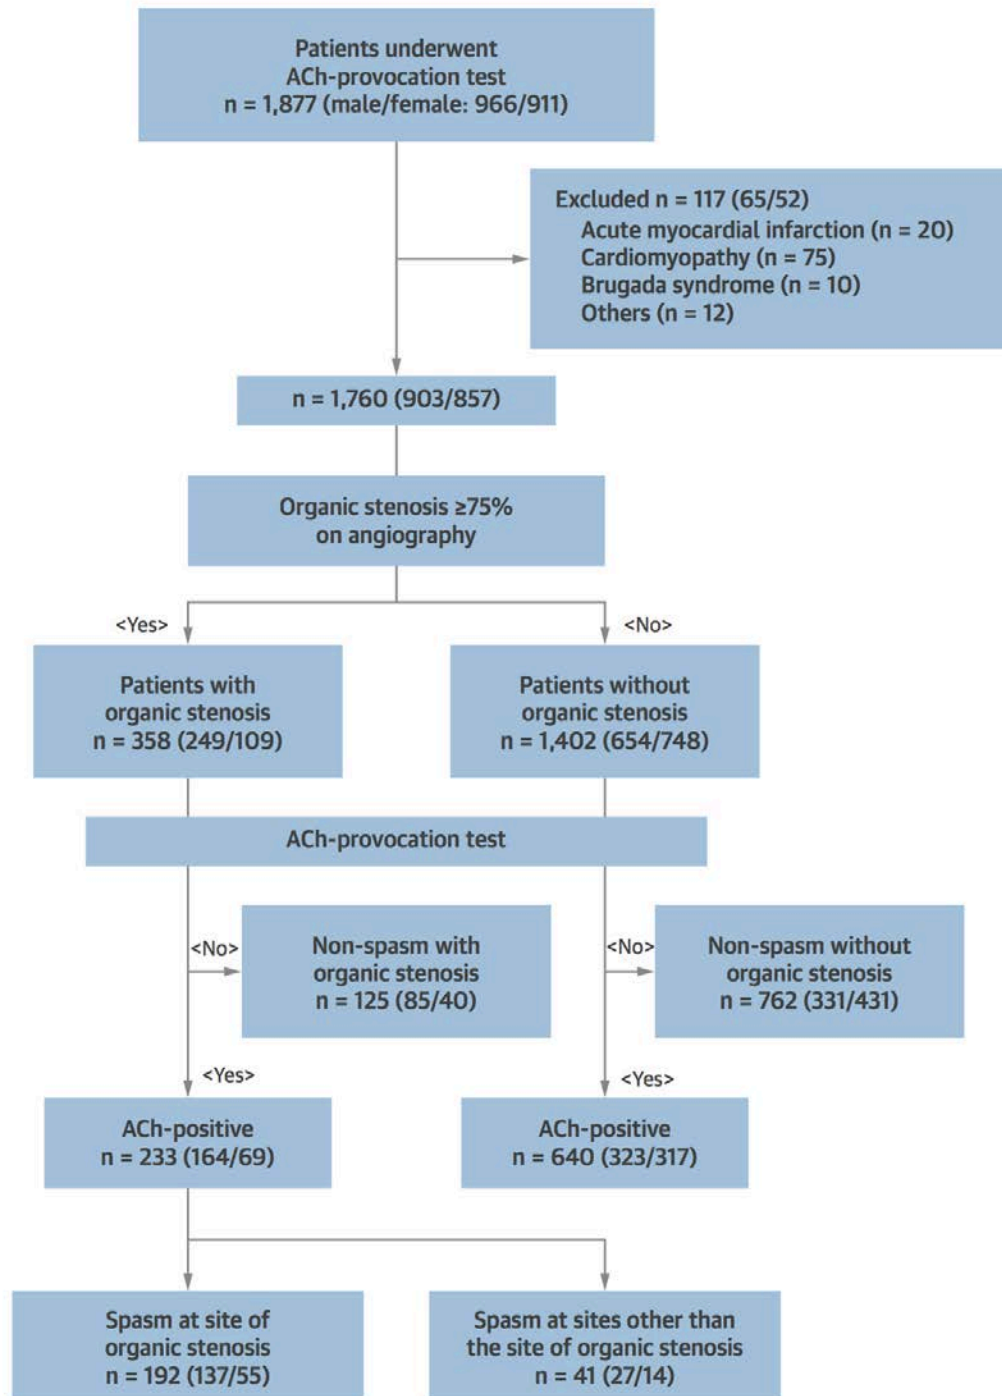 Patients underwent
ACh-provocation test
n = 1,877 (male/female: 966/911)
Excluded n = 117 (65/52)
Acute myocardial infarction (n = 20)
Cardiomyopathy (n = 75)
Brugada syndrome (n = 10)
Others (n = 12)
n = 1,760 (903/857)
Organic stenosis ≥75%
on angiography
<Yes>
<No>
Patients with
organic stenosis
n = 358 (249/109)
Patients without
organic stenosis
n = 1,402 (654/748)
ACh-provocation test
<No>
Non-spasm with
organic stenosis
n = 125 (85/40)
<No>
Non-spasm without
organic stenosis
n = 762 (331/431)
<Yes>
<Yes>
ACh-positive
n = 233 (164/69)
ACh-positive
n = 640 (323/317)
Spasm at site of
organic stenosis
n = 192 (137/55)
Spasm at sites other than
the site of organic stenosis
n = 41 (27/14)